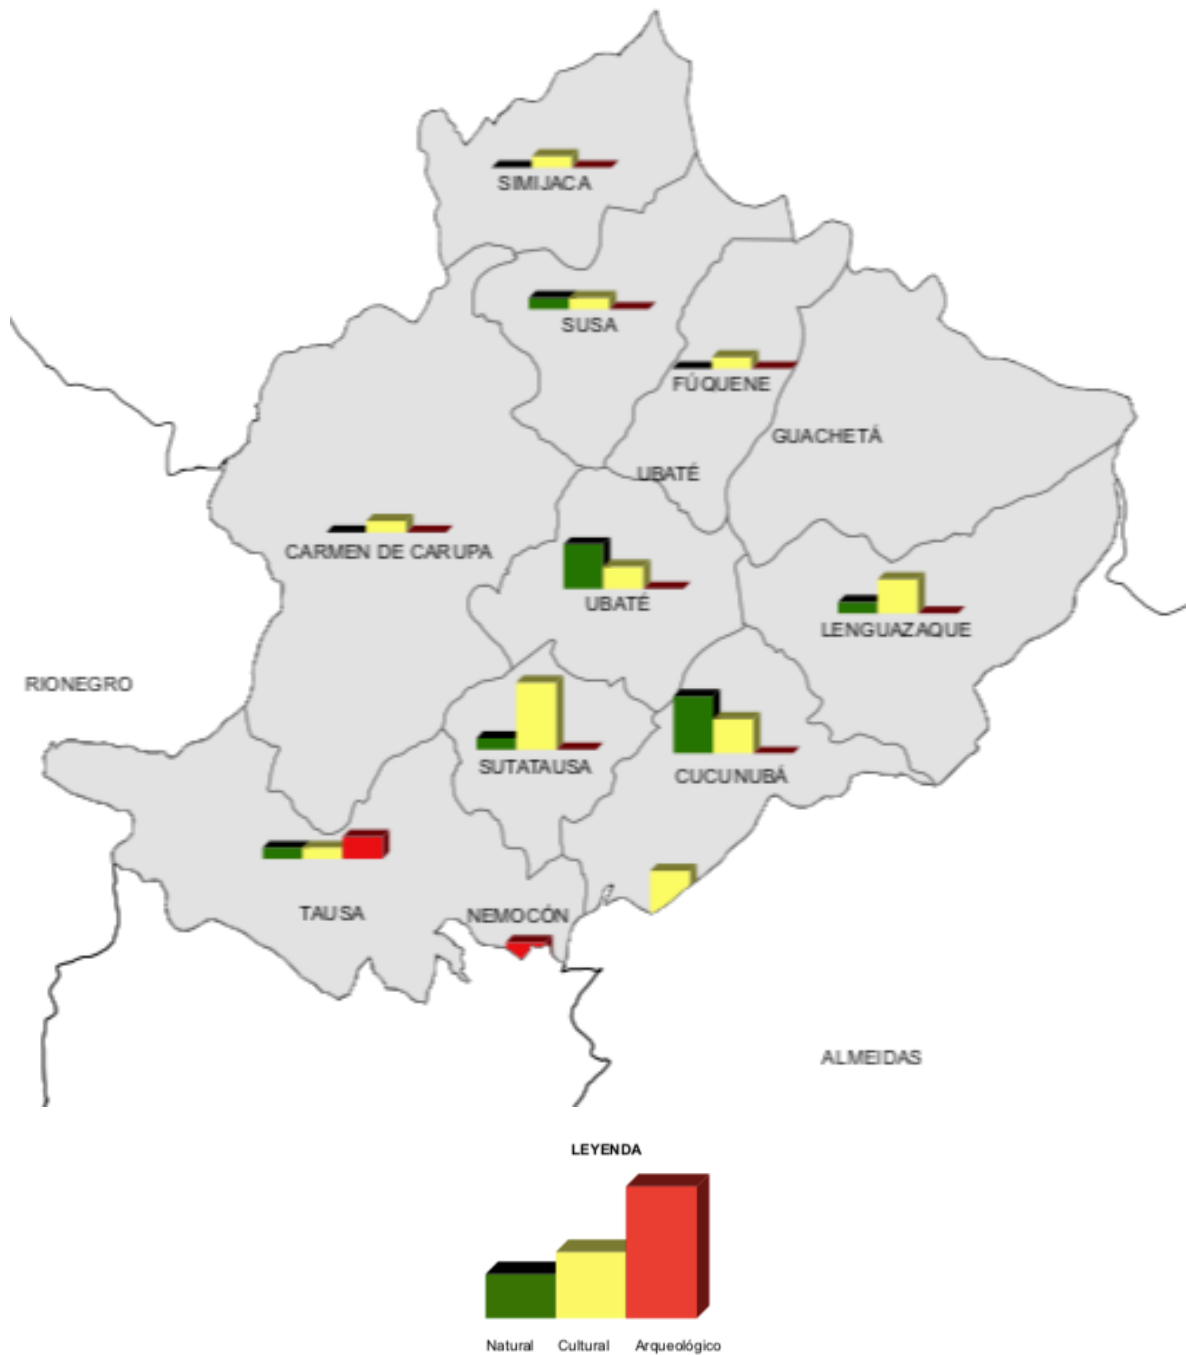 SIMIJACA
SUSA
FÚQUENE
GUACHETÁ
UBATÉ
CARMEN DE CARUPA
UBATÉ
LENGUAZAQUE
RIONEGRO
SUTATAUSA
CUCUNUBÁ
TAUSA
NEMOCÓN
ALMEIDAS
LEYENDA
Natural Cultural Arqueológico